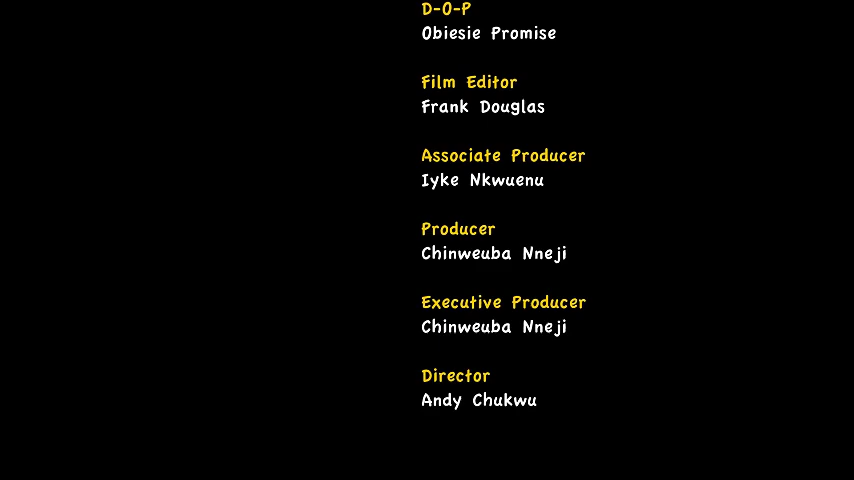 D-O-P
Obiesie Promise
Film Editor
Frank Douglas
Associate Producer
Iyke Nkwuenu
Producer
Chinweuba Nneji
Executive Producer
Chinweuba Nneji
Director
Andy Chukwu